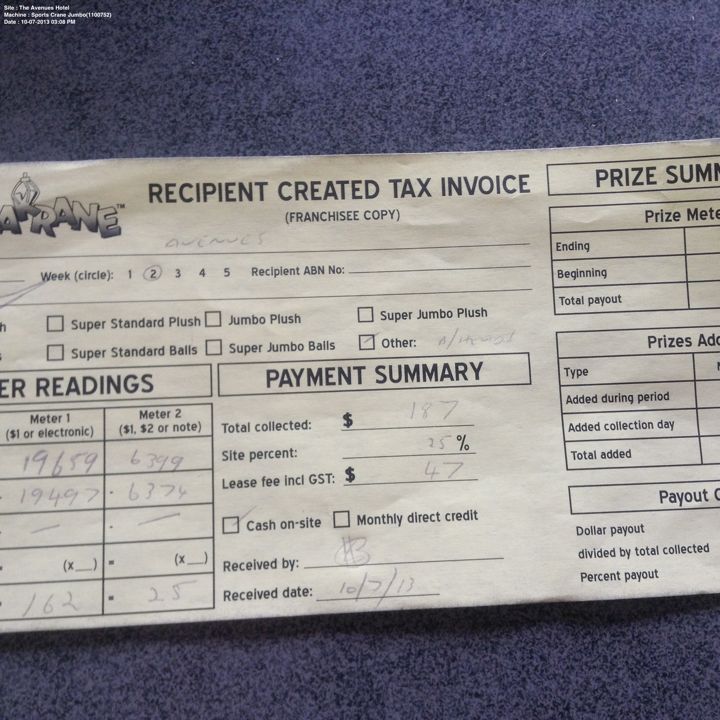 Site : The Avenues Hotel
Machine : Sports Crane Jumbo(1100752)
Date : 10-07-2013 03:08 PM
RECIPIENT CREATED TAX INVOICE
(FRANCHISEE COPY)
AVENUES
Week (circle): 1 2 3 4 5 Recipient ABN No:
Super Standard Plush Jumbo Plush Super Jumbo Plush
Super Standard Balls Super Jumbo Balls Other:
ER READINGS
Meter 1 Meter 2
($1 or electronic) ($1, $2 or note)
19659 6399
19497 6374
— —
(x__) = (x__)
162 = 25
PAYMENT SUMMARY
Total collected: $ 187
Site percent: 25 %
Lease fee incl GST: $ 47
Cash on-site Monthly direct credit
Received by:
Received date: 10/7/13
PRIZE SUMM
Prize Mete
Ending
Beginning
Total payout
Prizes Add
Type
Added during period
Added collection day
Total added
Payout C
Dollar payout
divided by total collected
Percent payout